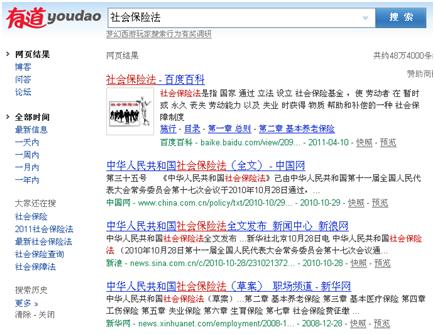 有道 youdao
社会保险法
搜 索
梦幻西游玩家搜索行为有奖调研
网页结果
博客
问答
论坛
全部时间
最新信息
一天内
一周内
一月内
一年内
大家还在搜
社会保险
2011社会保险法
最新社会保险法
社会保险查询
社会保障法
搜索历史
更多
清除 - 关闭
网页结果
共约48万4000条
赞助商
社会保险法 - 百度百科
社会保险法是指 国家 通过 立法 设立 社会保险基金 ，使 劳动者 在 暂时
或 永久 丧失 劳动能力 以及 失业 时获得 物质 帮助和补偿的一种 社会保
障制度
施行 - 目录 - 第一章 总则 - 第二章 基本养老保险
百度百科 - baike.baidu.com/view/209... - 2011-04-10 - 快照 - 预览
中华人民共和国社会保险法（全文） - 中国网
第三十五号 《中华人民共和国社会保险法》已由中华人民共和国第十一届全国人民代
表大会常务委员会第十七次会议于2010年10月28日通过，...
中国网 - www.china.com.cn/policy/txt/2010-10/29... - 2010-10-29 - 快照 - 预览
中华人民共和国社会保险法全文发布 新闻中心 新浪网
中华人民共和国社会保险法全文发布 ...新华社北京10月28日电 中华人民共和国社会保险
法 （2010年10月28日第十一届全国人民代表大会常务委员会第十七次会议通...
新浪 - news.sina.com.cn/c/2010-10-28/231021372... - 2010-10-28 - 快照 - 预览
中华人民共和国社会保险法（草案） 职场频道 - 新华网
中华人民共和国社会保险法（草案）...第二章 基本养老保险 第三章 基本医疗保险 第四章
工伤保险 第五章 失业保险 第六章 生育保险 第七章 社会保险费征缴 ...
新华网 - news.xinhuanet.com/employment/2008-1... - 2008-12-28 - 快照 - 预览